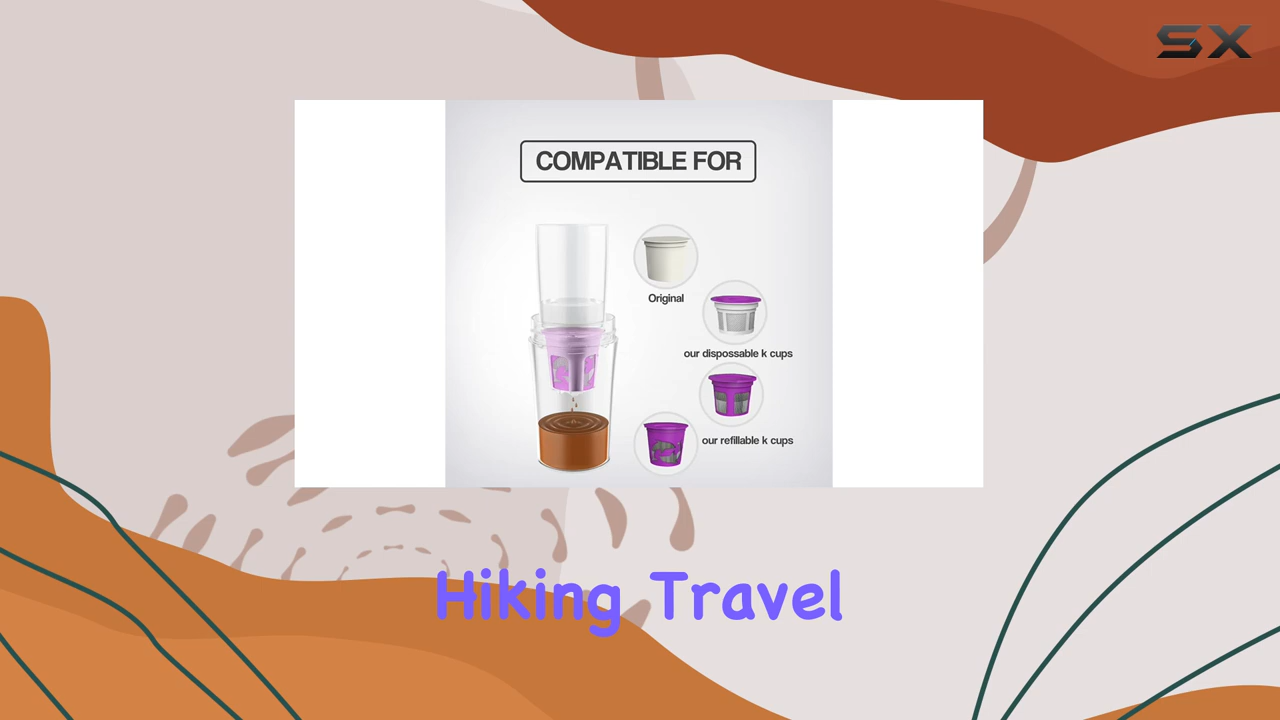 SX
COMPATIBLE FOR
Original
our dispossable k cups
our refillable k cups
Hiking Travel